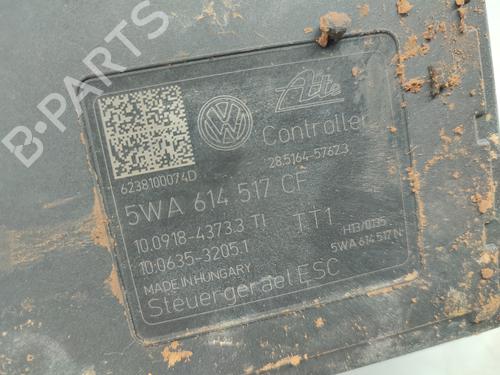 Ate
Controller
28.5164-5762.3
6238100074D
5WA 614 517 CF
10.0918-4373.3 TI
TT1
H13/0135
10.0635-3205.1
5WA 614 517 N
MADE IN HUNGARY
Steuergeraet ESC
B-PARTS